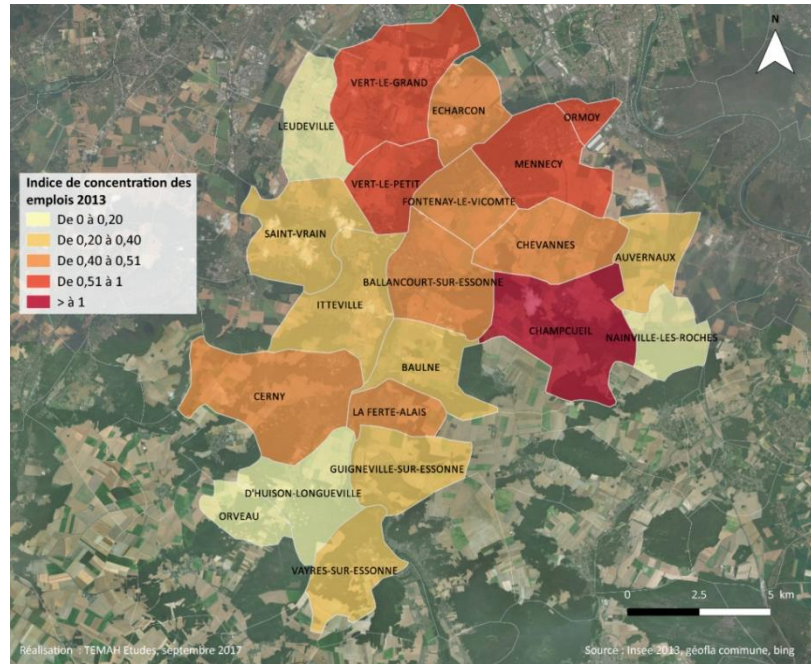 N
VERT-LE-GRAND
ECHARCON
ORMOY
LEUDEVILLE
MENNECY
VERT-LE-PETIT
FONTENAY-LE-VICOMTE
Indice de concentration des
emplois 2013
De 0 à 0,20
De 0,20 à 0,40
De 0,40 à 0,51
De 0,51 à 1
> à 1
SAINT-VRAIN
CHEVANNES
AUVERNAUX
BALLANCOURT-SUR-ESSONNE
ITTEVILLE
CHAMPCUEIL
NAINVILLE-LES-ROCHES
BAULNE
CERNY
LA FERTE-ALAIS
GUIGNEVILLE-SUR-ESSONNE
D'HUISON-LONGUEVILLE
ORVEAU
VAYRES-SUR-ESSONNE
0 2.5 5 km
Réalisation : TEMAH Etudes, septembre 2017
Source : Insee 2013, géofla commune, bing